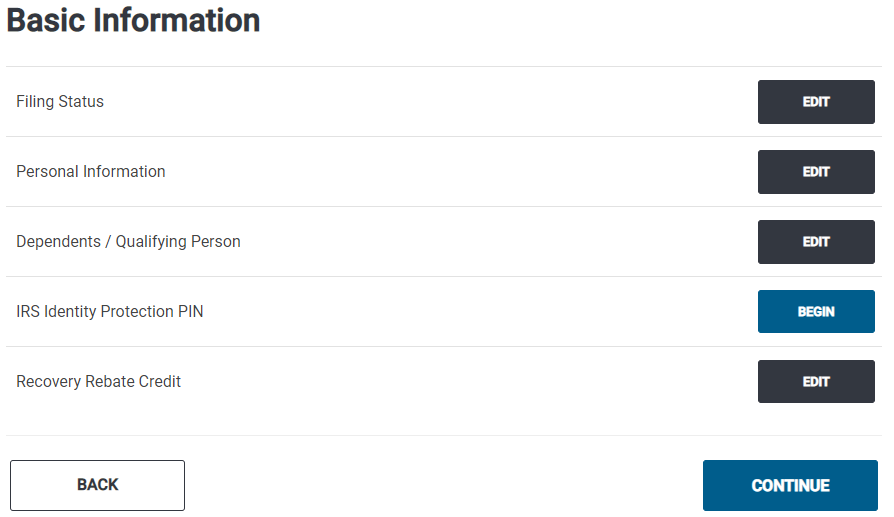 Basic Information
Filing Status EDIT
Personal Information EDIT
Dependents / Qualifying Person EDIT
IRS Identity Protection PIN BEGIN
Recovery Rebate Credit EDIT
BACK CONTINUE